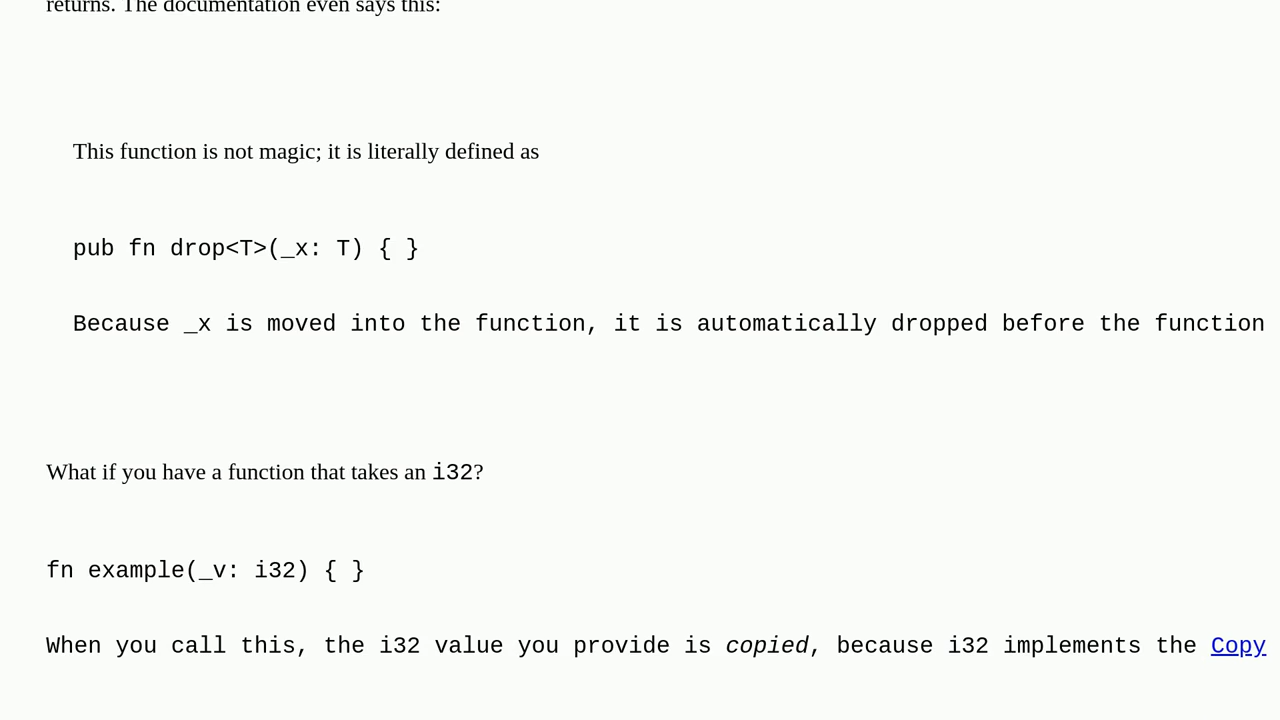 returns. The documentation even says this:
This function is not magic; it is literally defined as
pub fn drop<T>(_x: T) { }
Because _x is moved into the function, it is automatically dropped before the function
What if you have a function that takes an i32?
fn example(_v: i32) { }
When you call this, the i32 value you provide is copied, because i32 implements the Copy